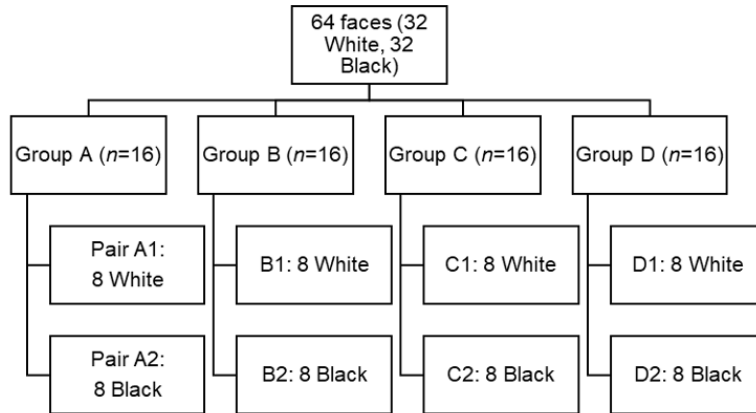 64 faces (32
White, 32
Black)
Group A (n=16)
Group B (n=16)
Group C (n=16)
Group D (n=16)
Pair A1:
8 White
B1: 8 White
C1: 8 White
D1: 8 White
Pair A2:
8 Black
B2: 8 Black
C2: 8 Black
D2: 8 Black